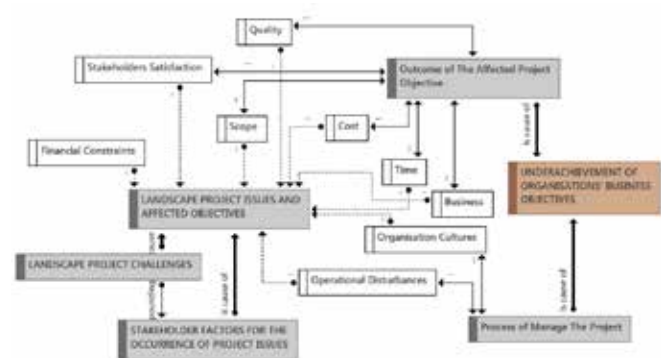 Quality
Stakeholders Satisfaction
Outcome of The Affected Project
Objective
Scope
Cost
Is cause of
Financial Constraints
Time
UNDERACHIEVEMENT OF
ORGANISATIONS' BUSINESS
OBJECTIVES
LANDSCAPE PROJECT ISSUES AND
AFFECTED OBJECTIVES
Business
Organisation Cultures
LANDSCAPE PROJECT CHALLENGES
Is cause of
Operational Disturbances
Is cause of
STAKEHOLDER FACTORS FOR THE
OCCURRENCE OF PROJECT ISSUES
Process of Manage The Project